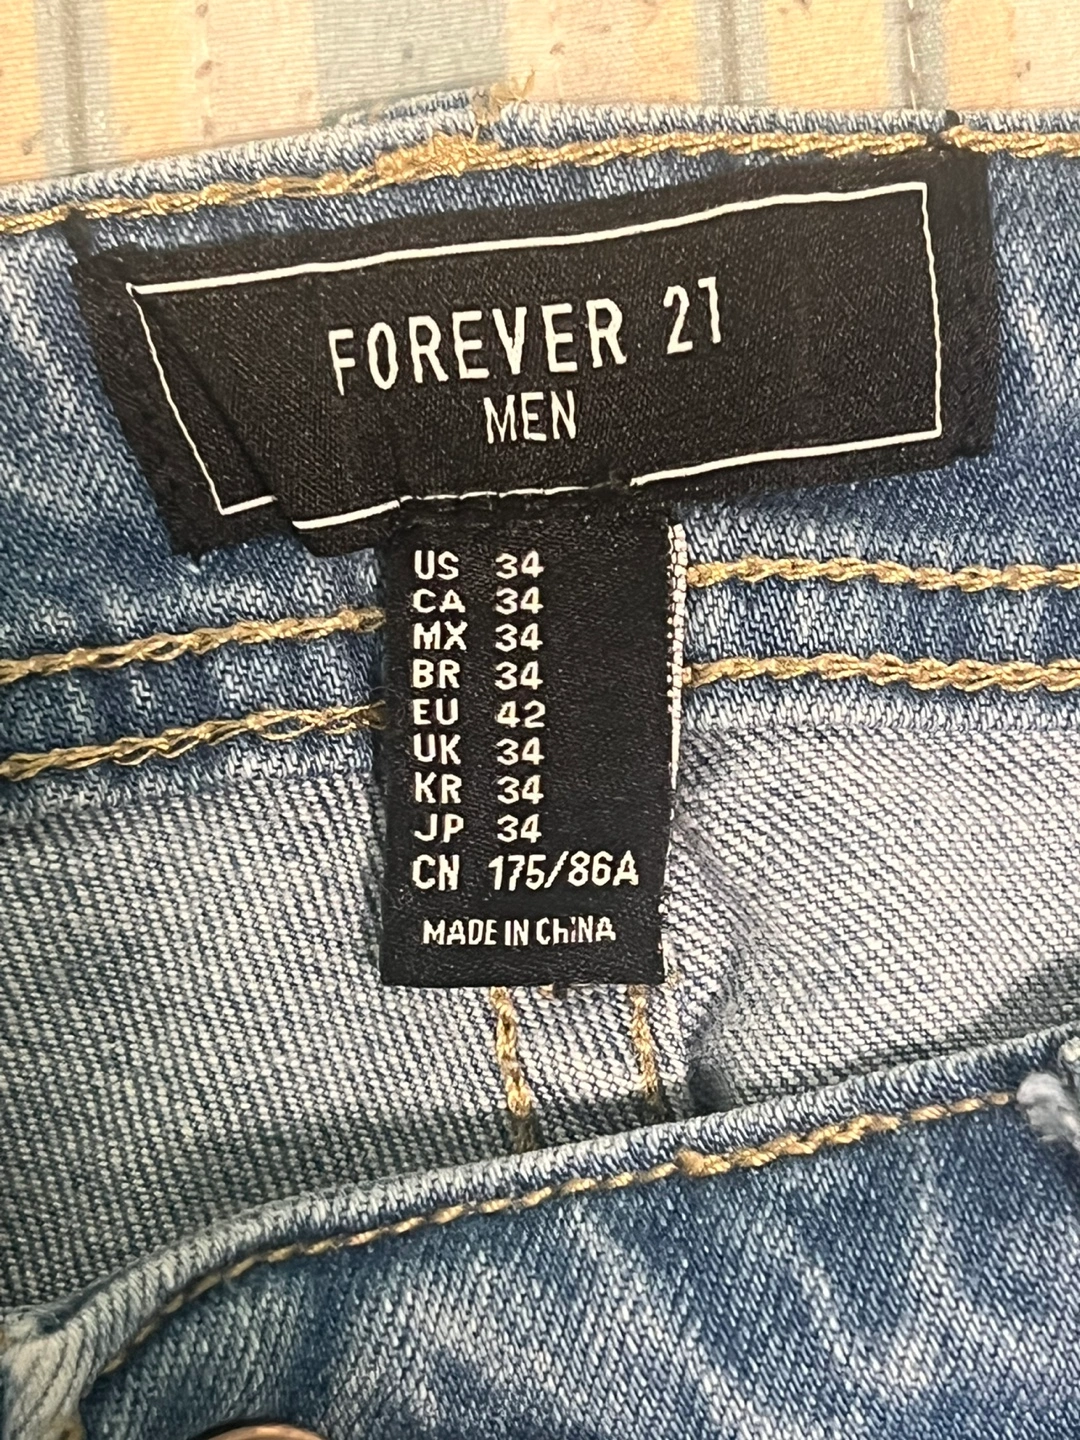 FOREVER 21
MEN
US 34
CA 34
MX 34
BR 34
EU 42
UK 34
KR 34
JP 34
CN 175/86A
MADE IN CHINA